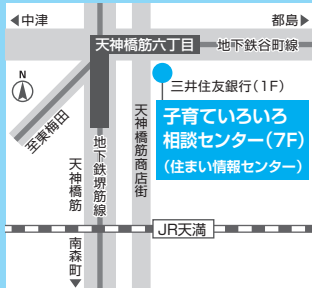 ◀中津
都島▶
天神橋筋六丁目
地下鉄谷町線
N
三井住友銀行(1F)
子育ていろいろ
相談センター(7F)
(住まい情報センター)
至東梅田
天神橋筋
地下鉄堺筋線
天神橋筋商店街
JR天満
南森町▼